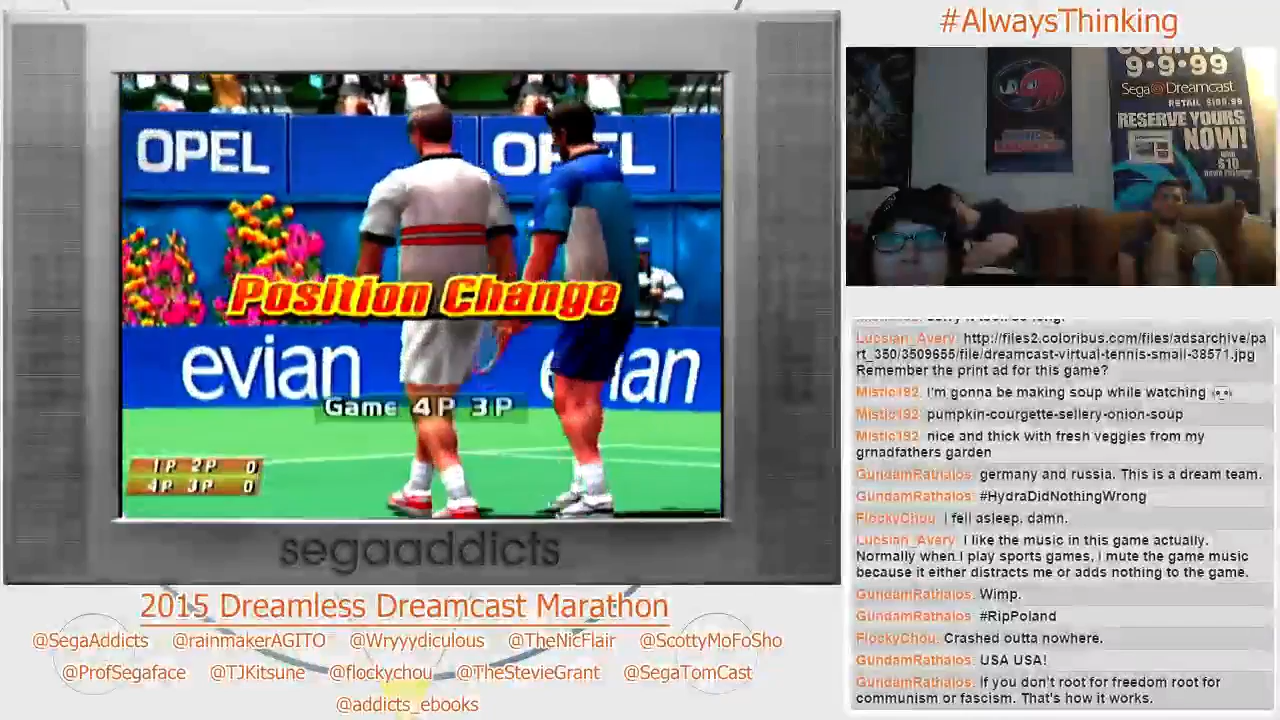 #AlwaysThinking
9·9·99
Sega Dreamcast
RESERVE YOURS
NOW!
$10
OPEL
OPEL
Position Change
evian
evian
Game 4P 3P
1P 2P 0
4P 3P 0
segaaddicts
2015 Dreamless Dreamcast Marathon
@SegaAddicts @rainmakerAGITO @Wryyydiculous @TheNicFlair @ScottyMoFoSho
@ProfSegaface @TJKitsune @flockychou @TheStevieGrant @SegaTomCast
@addicts_ebooks
Lucsian_Avery: http://files2.coloribus.com/files/adsarchive/pa
rt_350/3509655/file/dreamcast-virtual-tennis-small-38571.jpg
Remember the print ad for this game?
Mistic192: I'm gonna be making soup while watching
Mistic192: pumpkin-courgette-sellery-onion-soup
Mistic192: nice and thick with fresh veggies from my
grnadfathers garden
GundamRathalos: germany and russia. This is a dream team.
GundamRathalos: #HydraDidNothingWrong
FlockyChou: I fell asleep. damn.
Lucsian_Avery: I like the music in this game actually.
Normally when I play sports games, I mute the game music
because it either distracts me or adds nothing to the game.
GundamRathalos: Wimp.
GundamRathalos: #RipPoland
FlockyChou: Crashed outta nowhere.
GundamRathalos: USA USA!
GundamRathalos: If you don't root for freedom root for
communism or fascism. That's how it works.